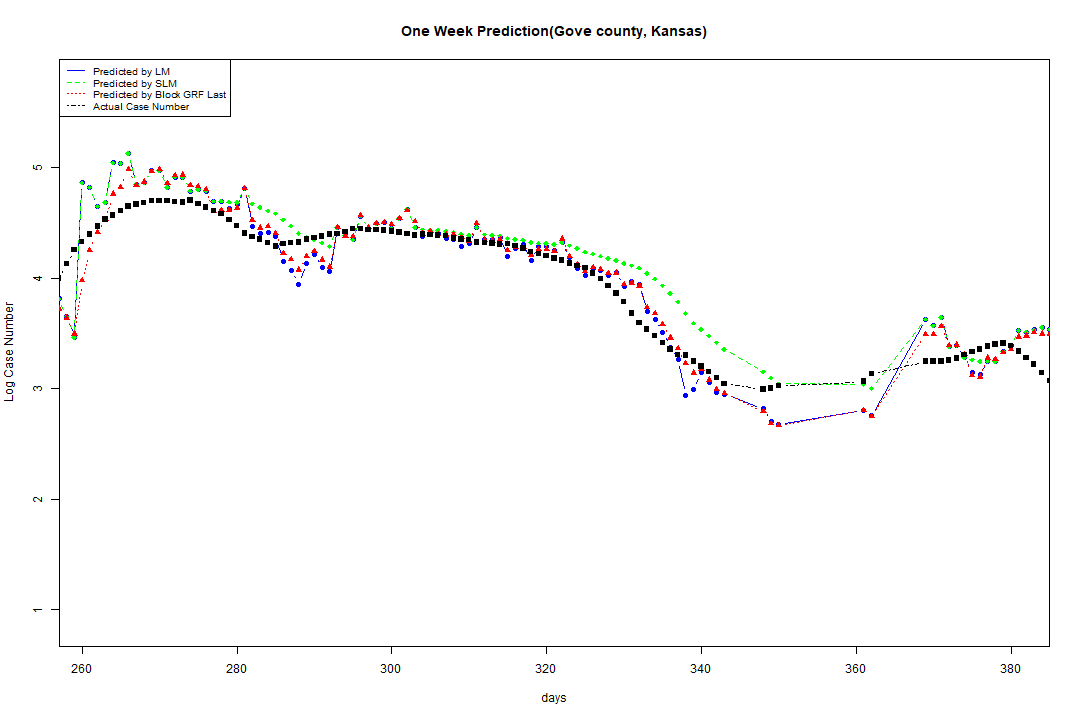 One Week Prediction(Gove county, Kansas)
Predicted by LM
Predicted by SLM
Predicted by Block GRF Last
Actual Case Number
Log Case Number
5
4
3
2
1
260 280 300 320 340 360 380
days